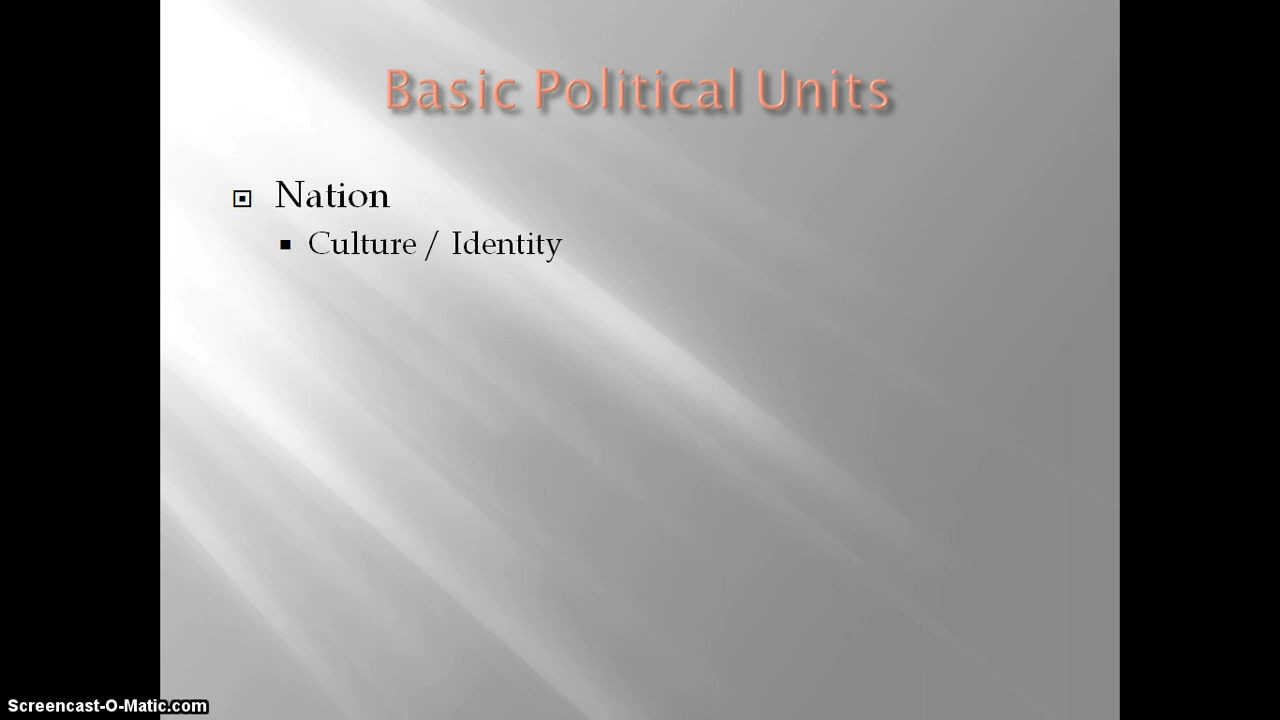 Basic Political Units
Nation
Culture / Identity
Screencast-O-Matic.com